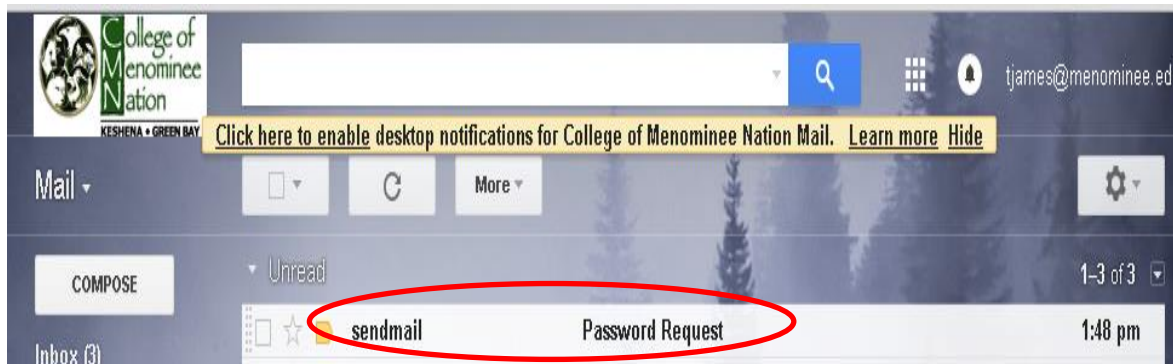 College of
Menominee
Nation
KESHENA • GREEN BAY
tjames@menominee.ed
Click here to enable desktop notifications for College of Menominee Nation Mail. Learn more Hide
Mail
More
COMPOSE
Unread
1–3 of 3
sendmail Password Request 1:48 pm
Inbox (3)